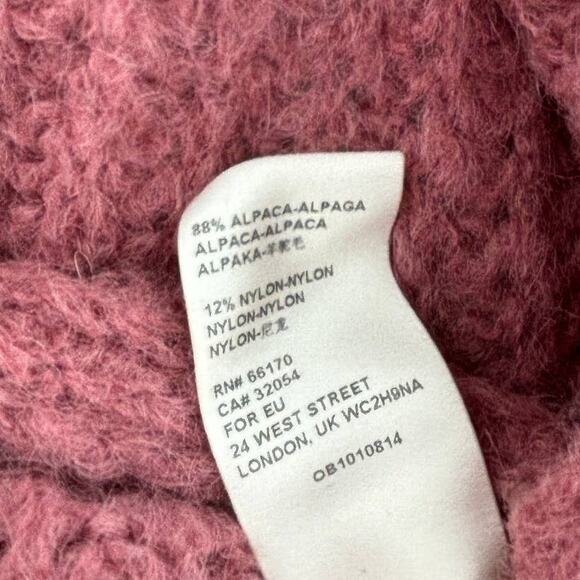 88% ALPACA-ALPAGA
ALPACA-ALPACA
ALPAKA-羊驼毛
12% NYLON-NYLON
NYLON-NYLON
NYLON-尼龙
RN# 66170
CA# 32054
FOR EU
24 WEST STREET
LONDON, UK WC2H9NA
OB1010814